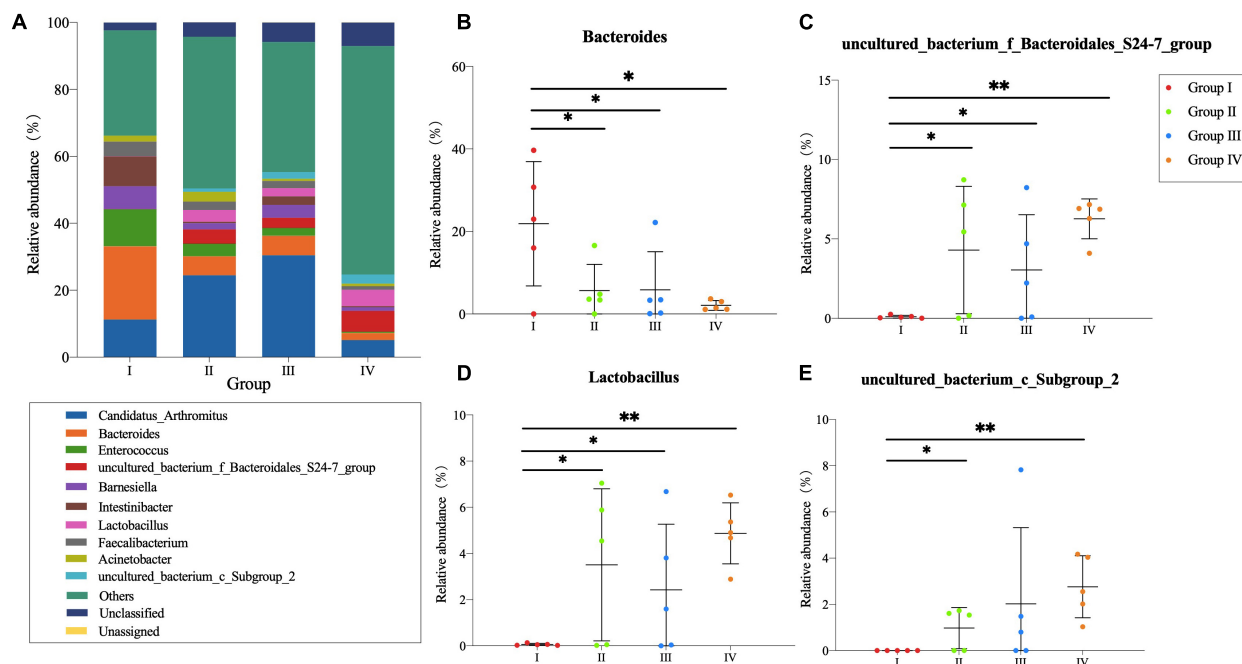 A
100
80
60
40
20
0
Relative abundance (%)
I II III IV
Group
Candidatus_Arthromitus
Bacteroides
Enterococcus
uncultured_bacterium_f_Bacteroidales_S24-7_group
Barnesiella
Intestinibacter
Lactobacillus
Faecalibacterium
Acinetobacter
uncultured_bacterium_c_Subgroup_2
Others
Unclassified
Unassigned
B
Bacteroides
60
40
20
0
Relative abundance (%)
*
*
*
I II III IV
C
uncultured_bacterium_f_Bacteroidales_S24-7_group
15
10
5
0
Relative abundance (%)
**
*
*
I II III IV
Group I
Group II
Group III
Group IV
D
Lactobacillus
10
8
6
4
2
0
Relative abundance (%)
**
*
*
I II III IV
E
uncultured_bacterium_c_Subgroup_2
10
8
6
4
2
0
Relative abundance (%)
**
*
I II III IV